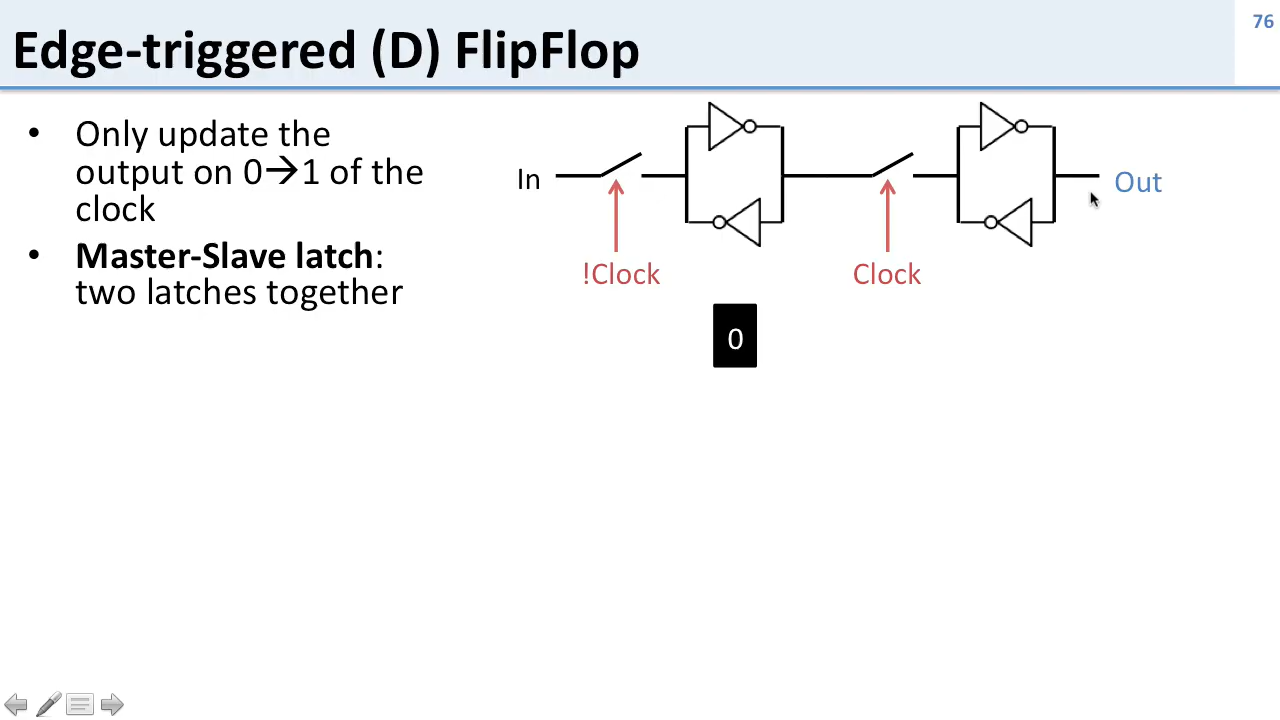 Edge-triggered (D) FlipFlop
76
• Only update the
output on 0→1 of the
clock
• Master-Slave latch:
two latches together
In
Out
!Clock
Clock
0